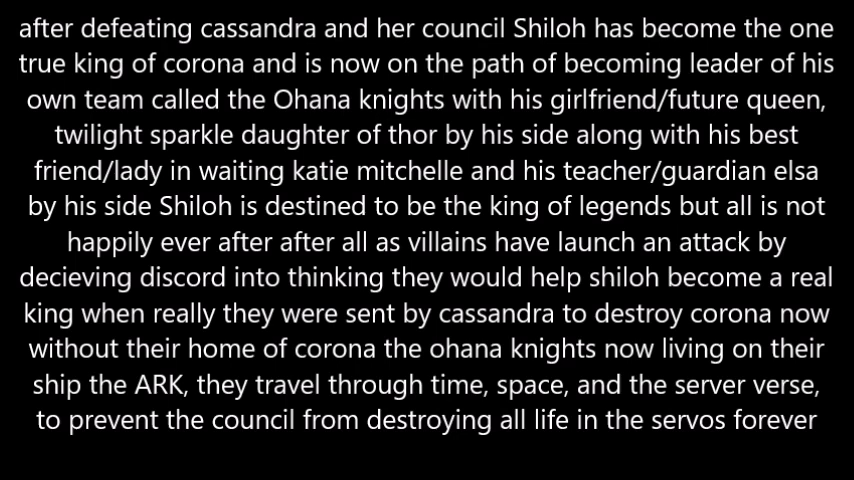 after defeating cassandra and her council Shiloh has become the one
true king of corona and is now on the path of becoming leader of his
own team called the Ohana knights with his girlfriend/future queen,
twilight sparkle daughter of thor by his side along with his best
friend/lady in waiting katie mitchelle and his teacher/guardian elsa
by his side Shiloh is destined to be the king of legends but all is not
happily ever after after all as villains have launch an attack by
decieving discord into thinking they would help shiloh become a real
king when really they were sent by cassandra to destroy corona now
without their home of corona the ohana knights now living on their
ship the ARK, they travel through time, space, and the server verse,
to prevent the council from destroying all life in the servos forever